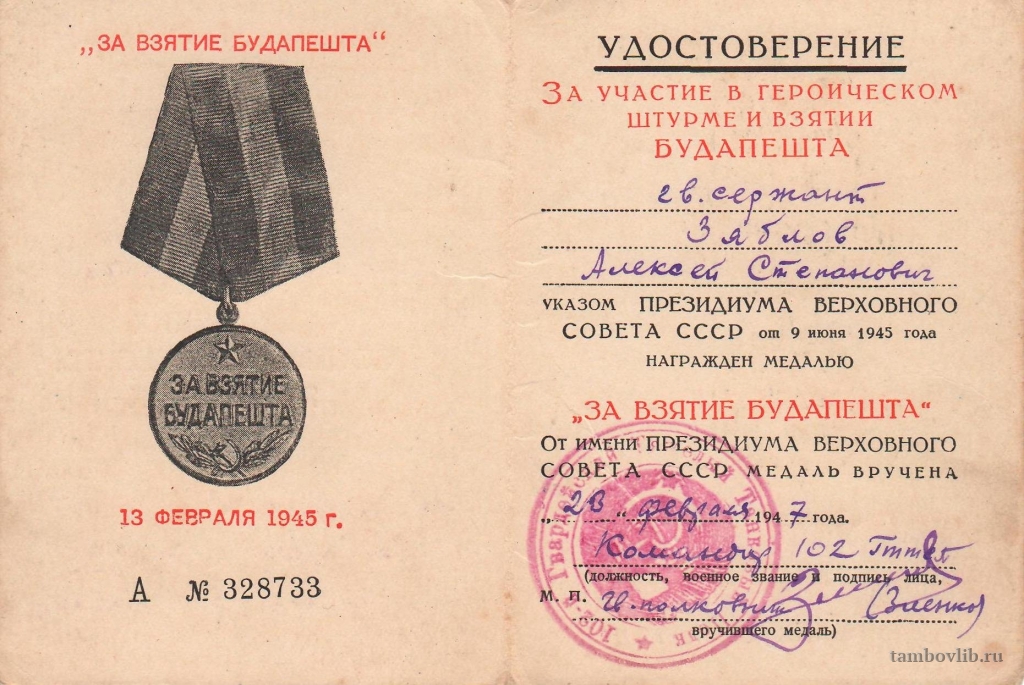 „ЗА ВЗЯТИЕ БУДАПЕШТА“
ЗА ВЗЯТИЕ
БУДАПЕШТА
13 ФЕВРАЛЯ 1945 г.
А № 328733
УДОСТОВЕРЕНИЕ
ЗА УЧАСТИЕ В ГЕРОИЧЕСКОМ
ШТУРМЕ И ВЗЯТИИ
БУДАПЕШТА
гв. сержант
Зяблов
Алексей Степанович
УКАЗОМ ПРЕЗИДИУМА ВЕРХОВНОГО
СОВЕТА СССР от 9 июня 1945 года
НАГРАЖДЕН МЕДАЛЬЮ
„ЗА ВЗЯТИЕ БУДАПЕШТА“
ОТ ИМЕНИ ПРЕЗИДИУМА ВЕРХОВНОГО
СОВЕТА СССР МЕДАЛЬ ВРУЧЕНА
„23“ февраля 1947 года.
Командир 102
(должность, военное звание и подпись лица,
М. П. Гв. полковник
вручившего медаль)
tambovlib.ru